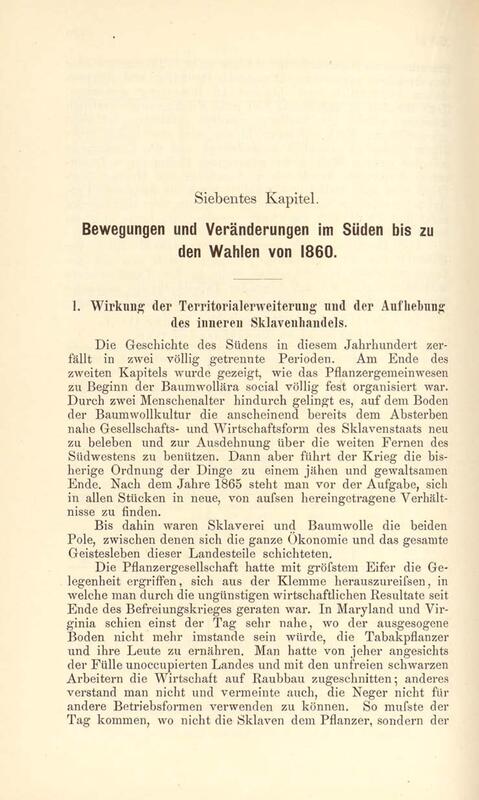 Siebentes Kapitel.
Bewegungen und Veränderungen im Süden bis zu
den Wahlen von 1860.
1. Wirkung der Territorialerweiterung und der Aufhebung
des inneren Sklavenhandels.
Die Geschichte des Südens in diesem Jahrhundert zer-
fällt in zwei völlig getrennte Perioden. Am Ende des
zweiten Kapitels wurde gezeigt, wie das Pflanzergemeinwesen
zu Beginn der Baumwollära social völlig fest organisiert war.
Durch zwei Menschenalter hindurch gelingt es, auf dem Boden
der Baumwollkultur die anscheinend bereits dem Absterben
nahe Gesellschafts- und Wirtschaftsform des Sklavenstaats neu
zu beleben und zur Ausdehnung über die weiten Fernen des
Südwestens zu benützen. Dann aber führt der Krieg die bis-
herige Ordnung der Dinge zu einem jähen und gewaltsamen
Ende. Nach dem Jahre 1865 steht man vor der Aufgabe, sich
in allen Stücken in neue, von aufsen hereingetragene Verhält-
nisse zu finden.
Bis dahin waren Sklaverei und Baumwolle die beiden
Pole, zwischen denen sich die ganze Ökonomie und das gesamte
Geistesleben dieser Landesteile schichteten.
Die Pflanzergesellschaft hatte mit gröfstem Eifer die Ge-
legenheit ergriffen, sich aus der Klemme herauszureifsen, in
welche man durch die ungünstigen wirtschaftlichen Resultate seit
Ende des Befreiungskrieges geraten war. In Maryland und Vir-
ginia schien einst der Tag sehr nahe, wo der ausgesogene
Boden nicht mehr imstande sein würde, die Tabakpflanzer
und ihre Leute zu ernähren. Man hatte von jeher angesichts
der Fülle unoccupierten Landes und mit den unfreien schwarzen
Arbeitern die Wirtschaft auf Raubbau zugeschnitten; anderes
verstand man nicht und vermeinte auch, die Neger nicht für
andere Betriebsformen verwenden zu können. So mufste der
Tag kommen, wo nicht die Sklaven dem Pflanzer, sondern der